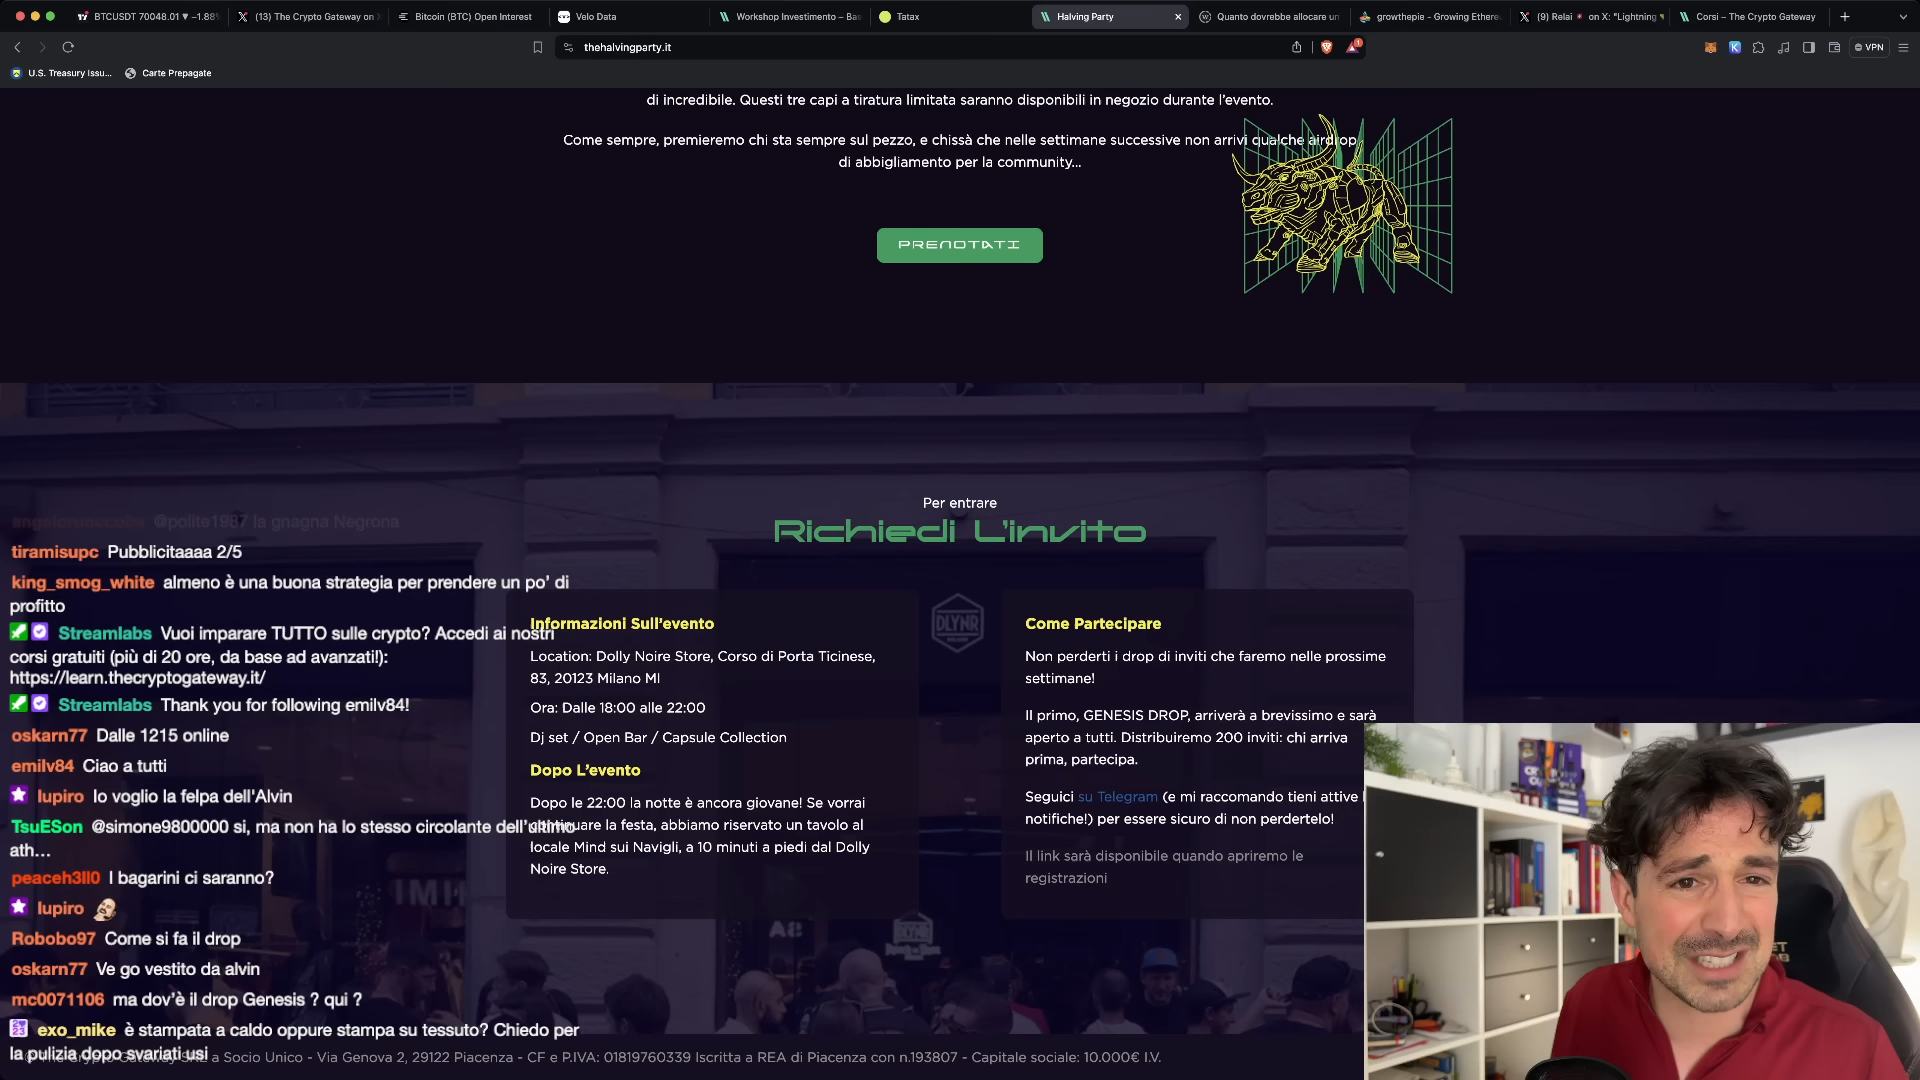 BTCUSDT 70048.01 ▼ −1.88%
(13) The Crypto Gateway on X
Bitcoin (BTC) Open Interest
Velo Data
Workshop Investimento – Bas
Tatax
Halving Party
Quanto dovrebbe allocare un
growthepie - Growing Ethere
(9) Relai on X: "Lightning
Corsi – The Crypto Gateway
thehalvingparty.it
1
VPN
U.S. Treasury Issu...
Carte Prepagate
di incredibile. Questi tre capi a tiratura limitata saranno disponibili in negozio durante l'evento.
Come sempre, premieremo chi sta sempre sul pezzo, e chissà che nelle settimane successive non arrivi qualche airdrop
di abbigliamento per la community...
PRENOTATI
Per entrare
Richiedi L'invito
DLYNR
Informazioni Sull'evento
Location: Dolly Noire Store, Corso di Porta Ticinese,
83, 20123 Milano MI
Ora: Dalle 18:00 alle 22:00
Dj set / Open Bar / Capsule Collection
Dopo L'evento
Dopo le 22:00 la notte è ancora giovane! Se vorrai
continuare la festa, abbiamo riservato un tavolo al
locale Mind sui Navigli, a 10 minuti a piedi dal Dolly
Noire Store.
Come Partecipare
Non perderti i drop di inviti che faremo nelle prossime
settimane!
Il primo, GENESIS DROP, arriverà a brevissimo e sarà
aperto a tutti. Distribuiremo 200 inviti: chi arriva
prima, partecipa.
Seguici su Telegram (e mi raccomando tieni attive l
notifiche!) per essere sicuro di non perdertelo!
Il link sarà disponibile quando apriremo le
registrazioni
@polite1987 la gnagna Negrona
tiramisupc Pubblicitaaaa 2/5
king_smog_white almeno è una buona strategia per prendere un po' di
profitto
Streamlabs Vuoi imparare TUTTO sulle crypto? Accedi ai nostri
corsi gratuiti (più di 20 ore, da base ad avanzati!):
https://learn.thecryptogateway.it/
Streamlabs Thank you for following emilv84!
oskarn77 Dalle 1215 online
emilv84 Ciao a tutti
lupiro Io voglio la felpa dell'Alvin
TsuESon @simone9800000 si, ma non ha lo stesso circolante dell'ultimo
ath...
peaceh3ll0 I bagarini ci saranno?
lupiro
Robobo97 Come si fa il drop
oskarn77 Ve go vestito da alvin
mc0071106 ma dov'è il drop Genesis ? qui ?
exo_mike è stampata a caldo oppure stampa su tessuto? Chiedo per
la pulizia dopo svariati usi
a Socio Unico - Via Genova 2, 29122 Piacenza - CF e P.IVA: 01819760339 Iscritta a REA di Piacenza con n.193807 - Capitale sociale: 10.000€ I.V.